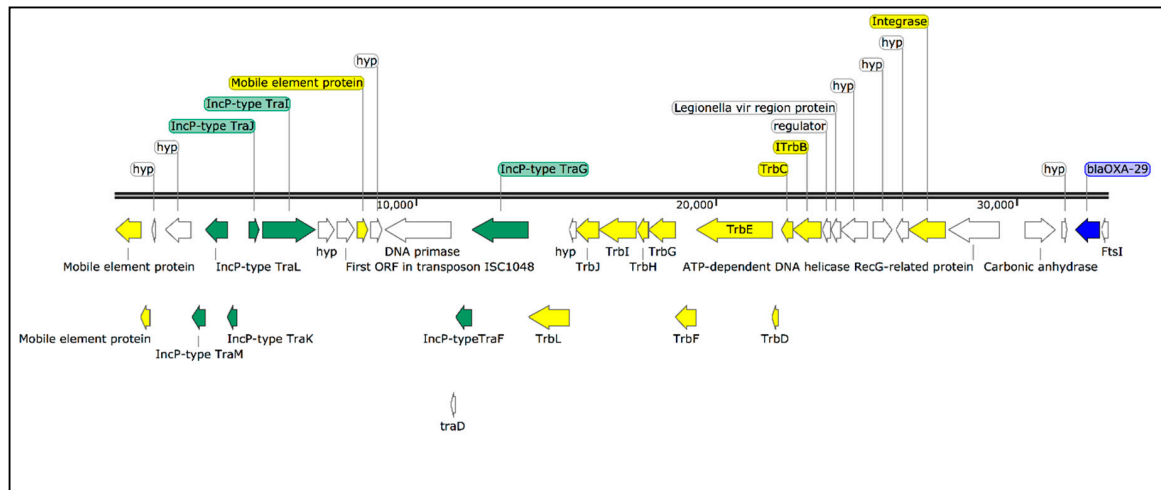 Integrase
hyp
hyp
hyp
Mobile element protein
hyp
IncP-type TraI
Legionella vir region protein
IncP-type TraJ
regulator
hyp
ITrbB
hyp
IncP-type TraG
TrbC
hyp
blaOXA-29
10,000
20,000
30,000
TrbE
DNA primase
hyp
TrbI
TrbG
hyp
TrbJ
TrbH
Carbonic anhydrase
FtsI
Mobile element protein
IncP-type TraL
First ORF in transposon ISC1048
ATP-dependent DNA helicase RecG-related protein
Mobile element protein
IncP-type TraK
IncP-typeTraF
TrbL
TrbF
TrbD
IncP-type TraM
traD